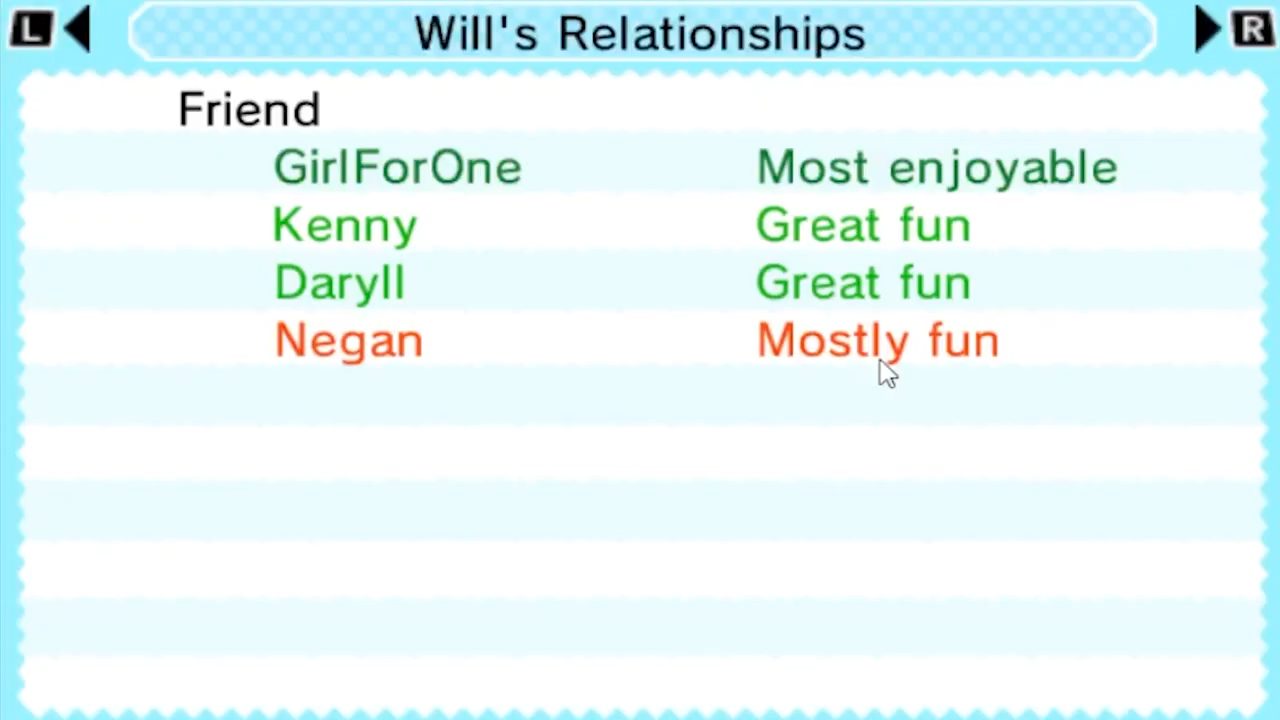 L Will's Relationships R
Friend
GirlForOne Most enjoyable
Kenny Great fun
Daryll Great fun
Negan Mostly fun